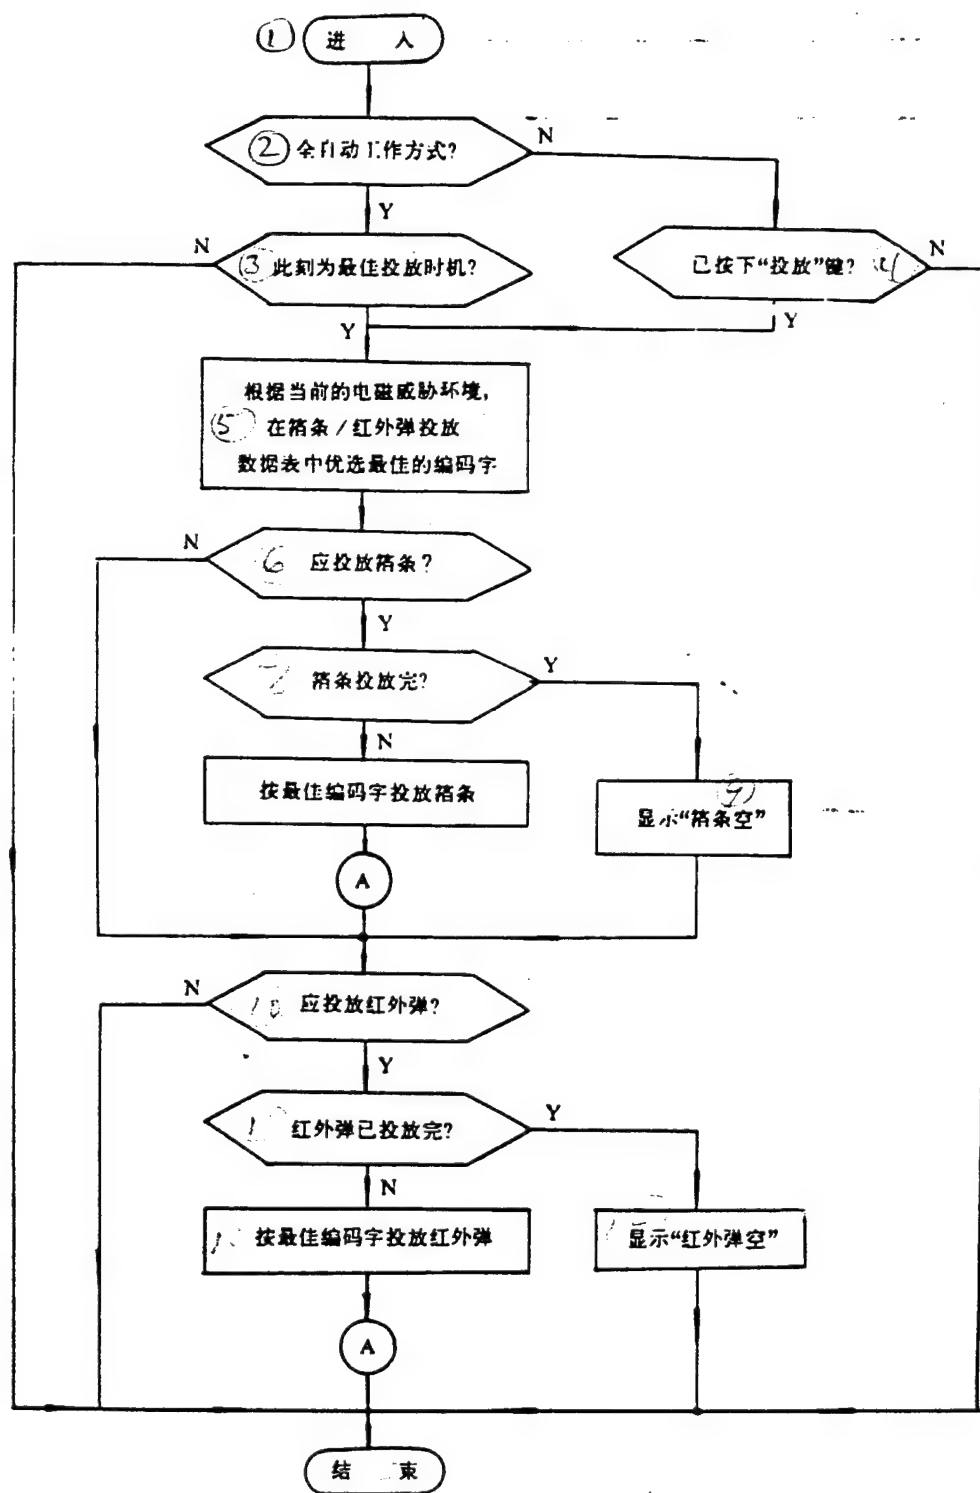 ① 进 入
② 全自动工作方式?
N
Y
N
③ 此刻为最佳投放时机?
已按下“投放”键?
N
Y
Y
根据当前的电磁威胁环境,
⑤ 在箔条/红外弹投放
数据表中优选最佳的编码字
N
6 应投放箔条?
Y
7 箔条投放完?
Y
N
按最佳编码字投放箔条
显示“箔条空”
A
N
10 应投放红外弹?
Y
红外弹已投放完?
Y
N
按最佳编码字投放红外弹
显示“红外弹空”
A
结 束